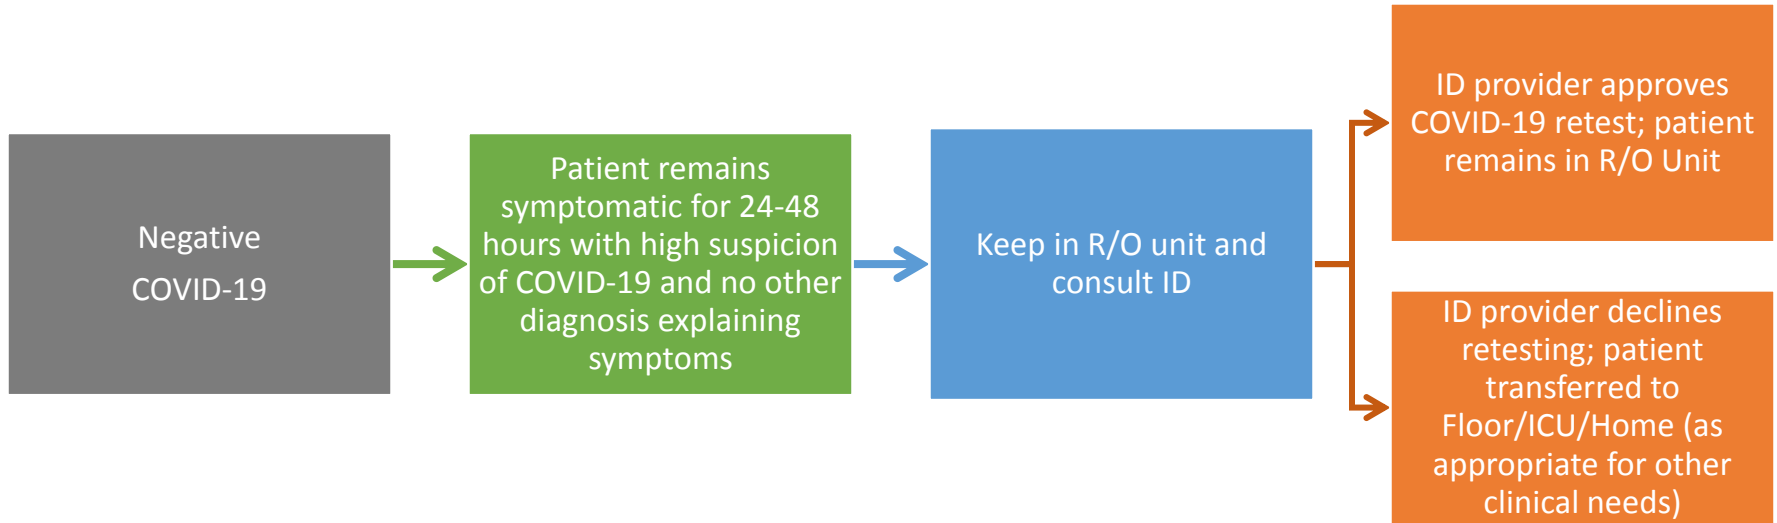 Negative
COVID-19
Patient remains
symptomatic for 24-48
hours with high suspicion
of COVID-19 and no other
diagnosis explaining
symptoms
Keep in R/O unit and
consult ID
ID provider approves
COVID-19 retest; patient
remains in R/O Unit
ID provider declines
retesting; patient
transferred to
Floor/ICU/Home (as
appropriate for other
clinical needs)